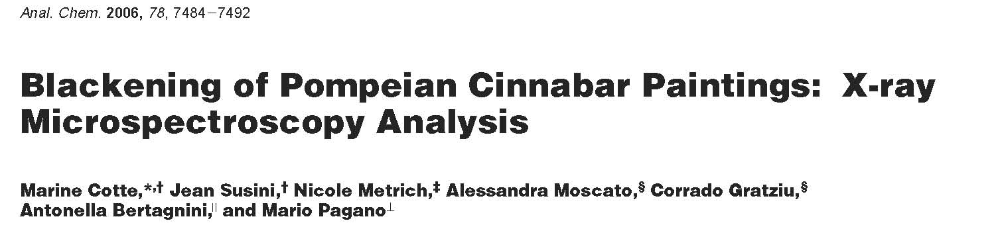 Anal. Chem. 2006, 78, 7484−7492
Blackening of Pompeian Cinnabar Paintings: X-ray
Microspectroscopy Analysis
Marine Cotte,*,† Jean Susini,† Nicole Metrich,‡ Alessandra Moscato,§ Corrado Gratziu,§
Antonella Bertagnini,|| and Mario Pagano⊥